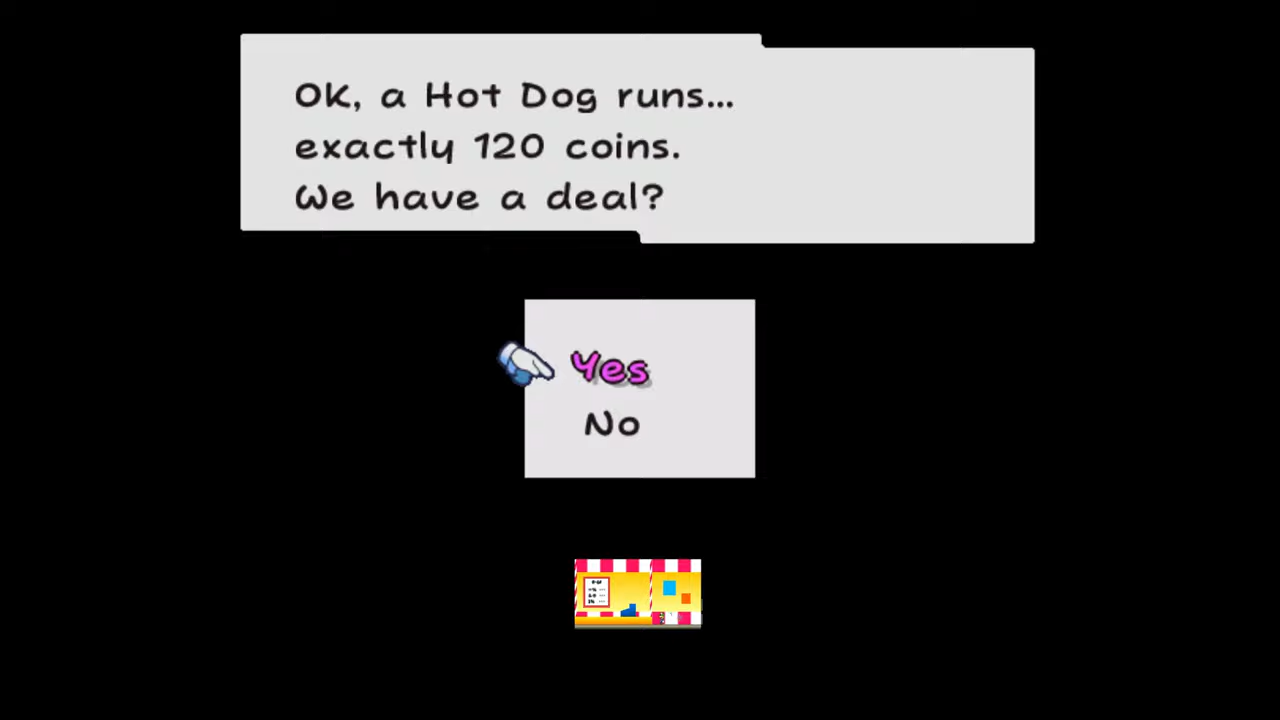 OK, a Hot Dog runs...
exactly 120 coins.
We have a deal?
Yes
No